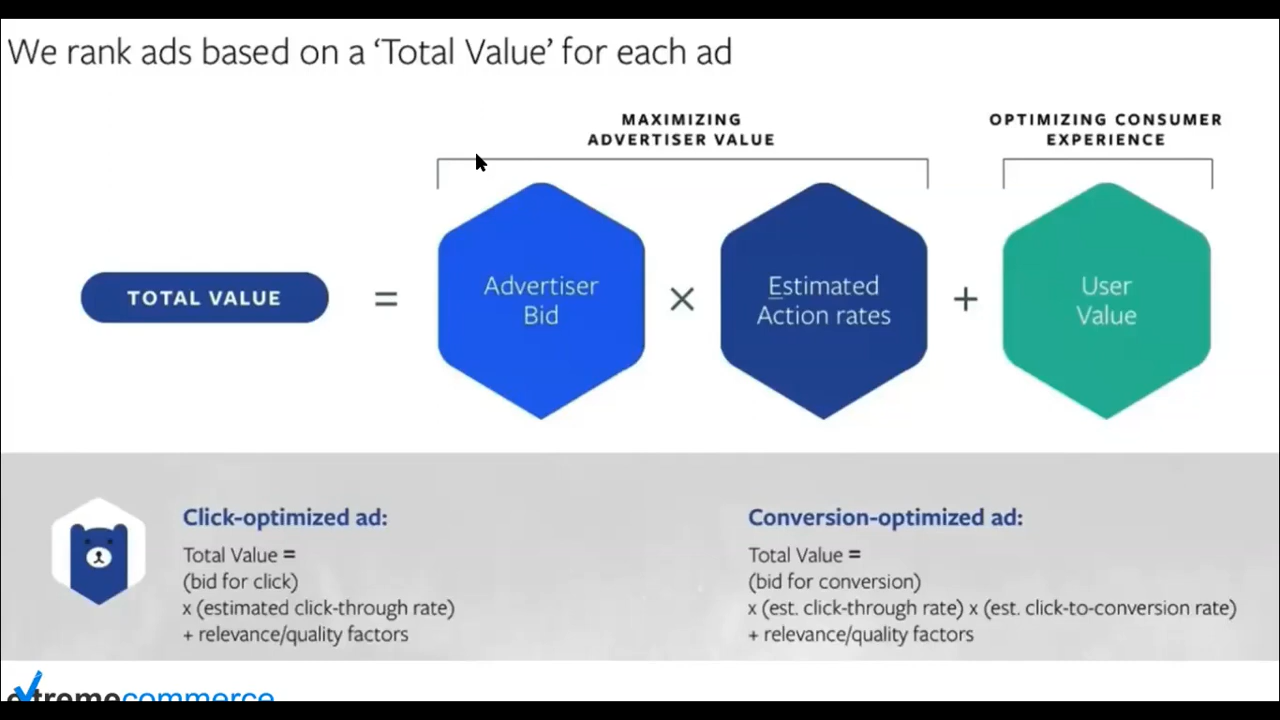 We rank ads based on a ‘Total Value’ for each ad
MAXIMIZING
ADVERTISER VALUE
OPTIMIZING CONSUMER
EXPERIENCE
TOTAL VALUE
=
Advertiser
Bid
×
Estimated
Action rates
+
User
Value
Click-optimized ad:
Total Value =
(bid for click)
x (estimated click-through rate)
+ relevance/quality factors
Conversion-optimized ad:
Total Value =
(bid for conversion)
x (est. click-through rate) x (est. click-to-conversion rate)
+ relevance/quality factors
extremecommerce